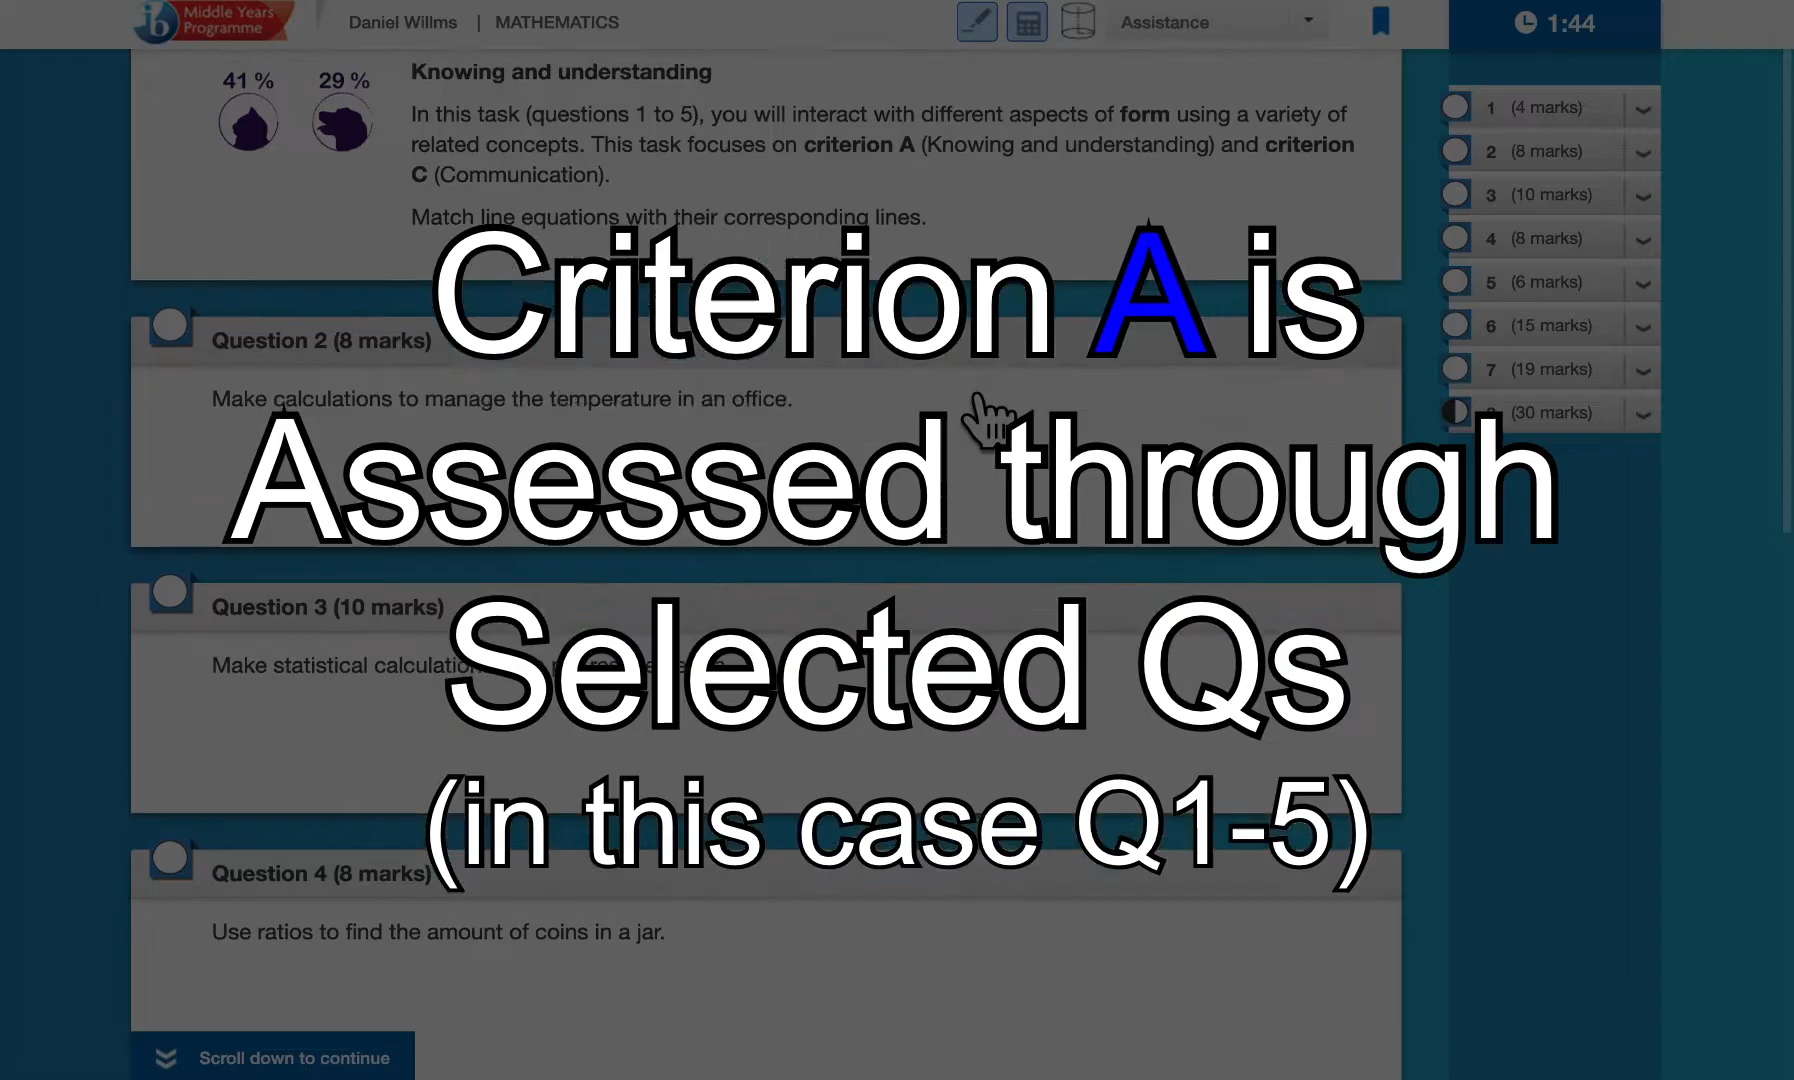 Middle Years
Programme
Daniel Willms | MATHEMATICS
Assistance
1:44
41 %
29 %
Knowing and understanding
In this task (questions 1 to 5), you will interact with different aspects of form using a variety of
related concepts. This task focuses on criterion A (Knowing and understanding) and criterion
C (Communication).
Match line equations with their corresponding lines.
Criterion A is
Assessed through
Selected Qs
(in this case Q1-5)
Question 2 (8 marks)
Make calculations to manage the temperature in an office.
Question 3 (10 marks)
Make statistical
Question 4 (8 marks)
Use ratios to find the amount of coins in a jar.
Scroll down to continue
1 (4 marks)
2 (8 marks)
3 (10 marks)
4 (8 marks)
5 (6 marks)
6 (15 marks)
7 (19 marks)
(30 marks)